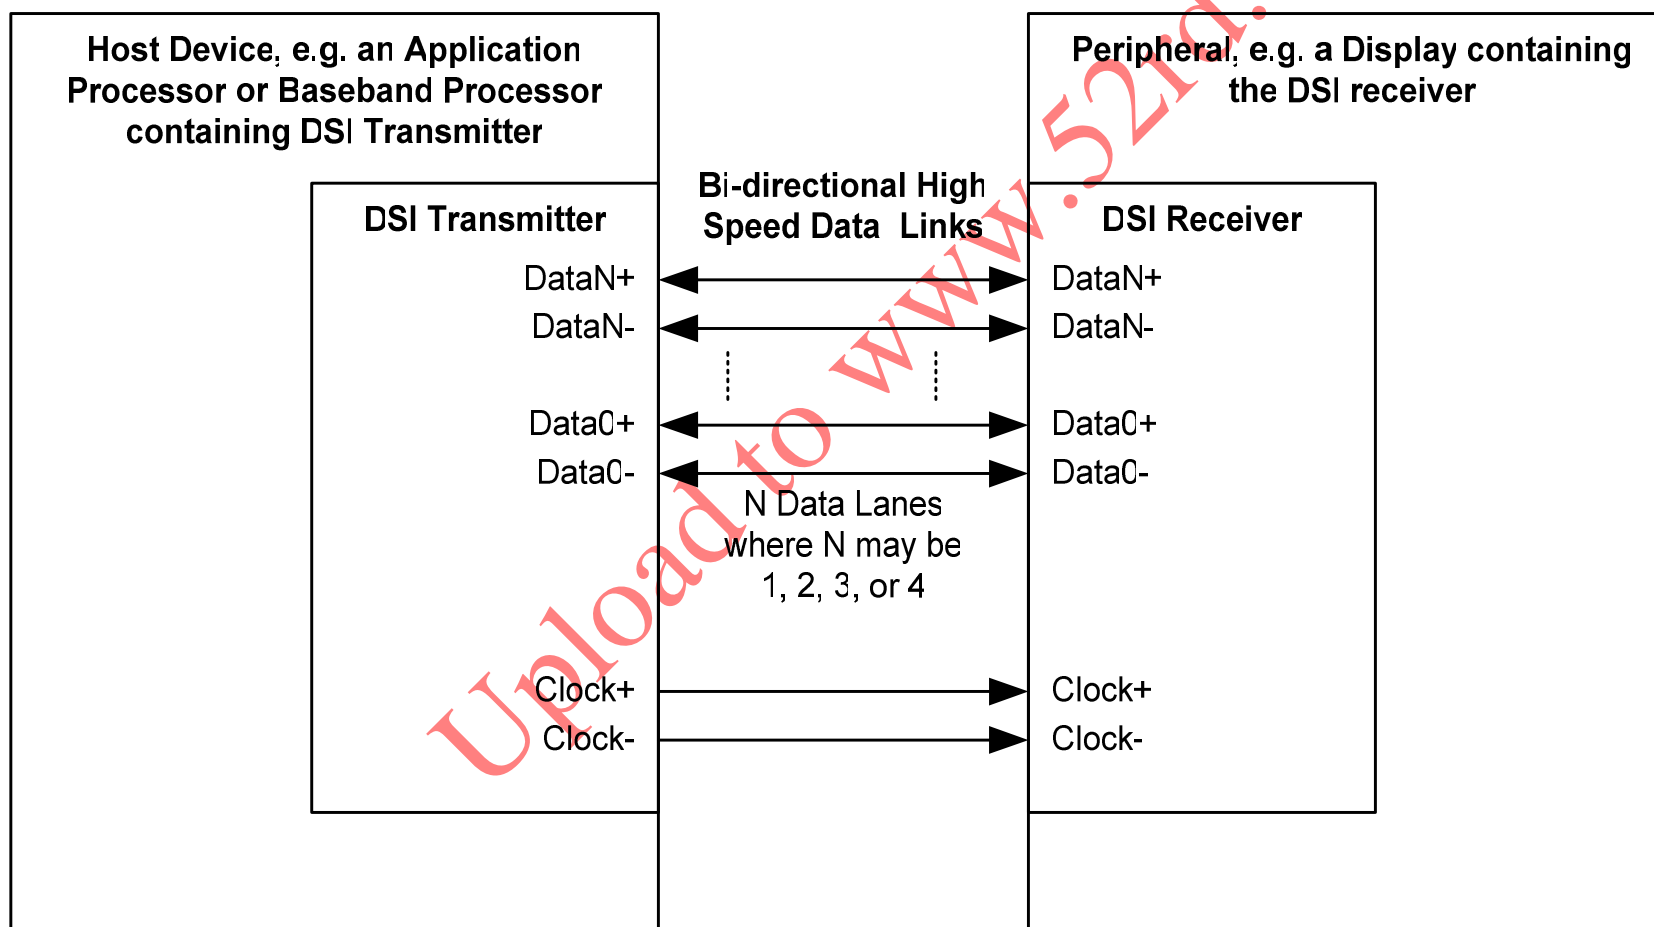 Host Device, e.g. an Application
Processor or Baseband Processor
containing DSI Transmitter
Peripheral, e.g. a Display containing
the DSI receiver
Bi-directional High
Speed Data Links
DSI Transmitter
DSI Receiver
DataN+
DataN+
DataN-
DataN-
Data0+
Data0+
Data0-
Data0-
N Data Lanes
where N may be
1, 2, 3, or 4
Clock+
Clock+
Clock-
Clock-
Upload to www.52rd.